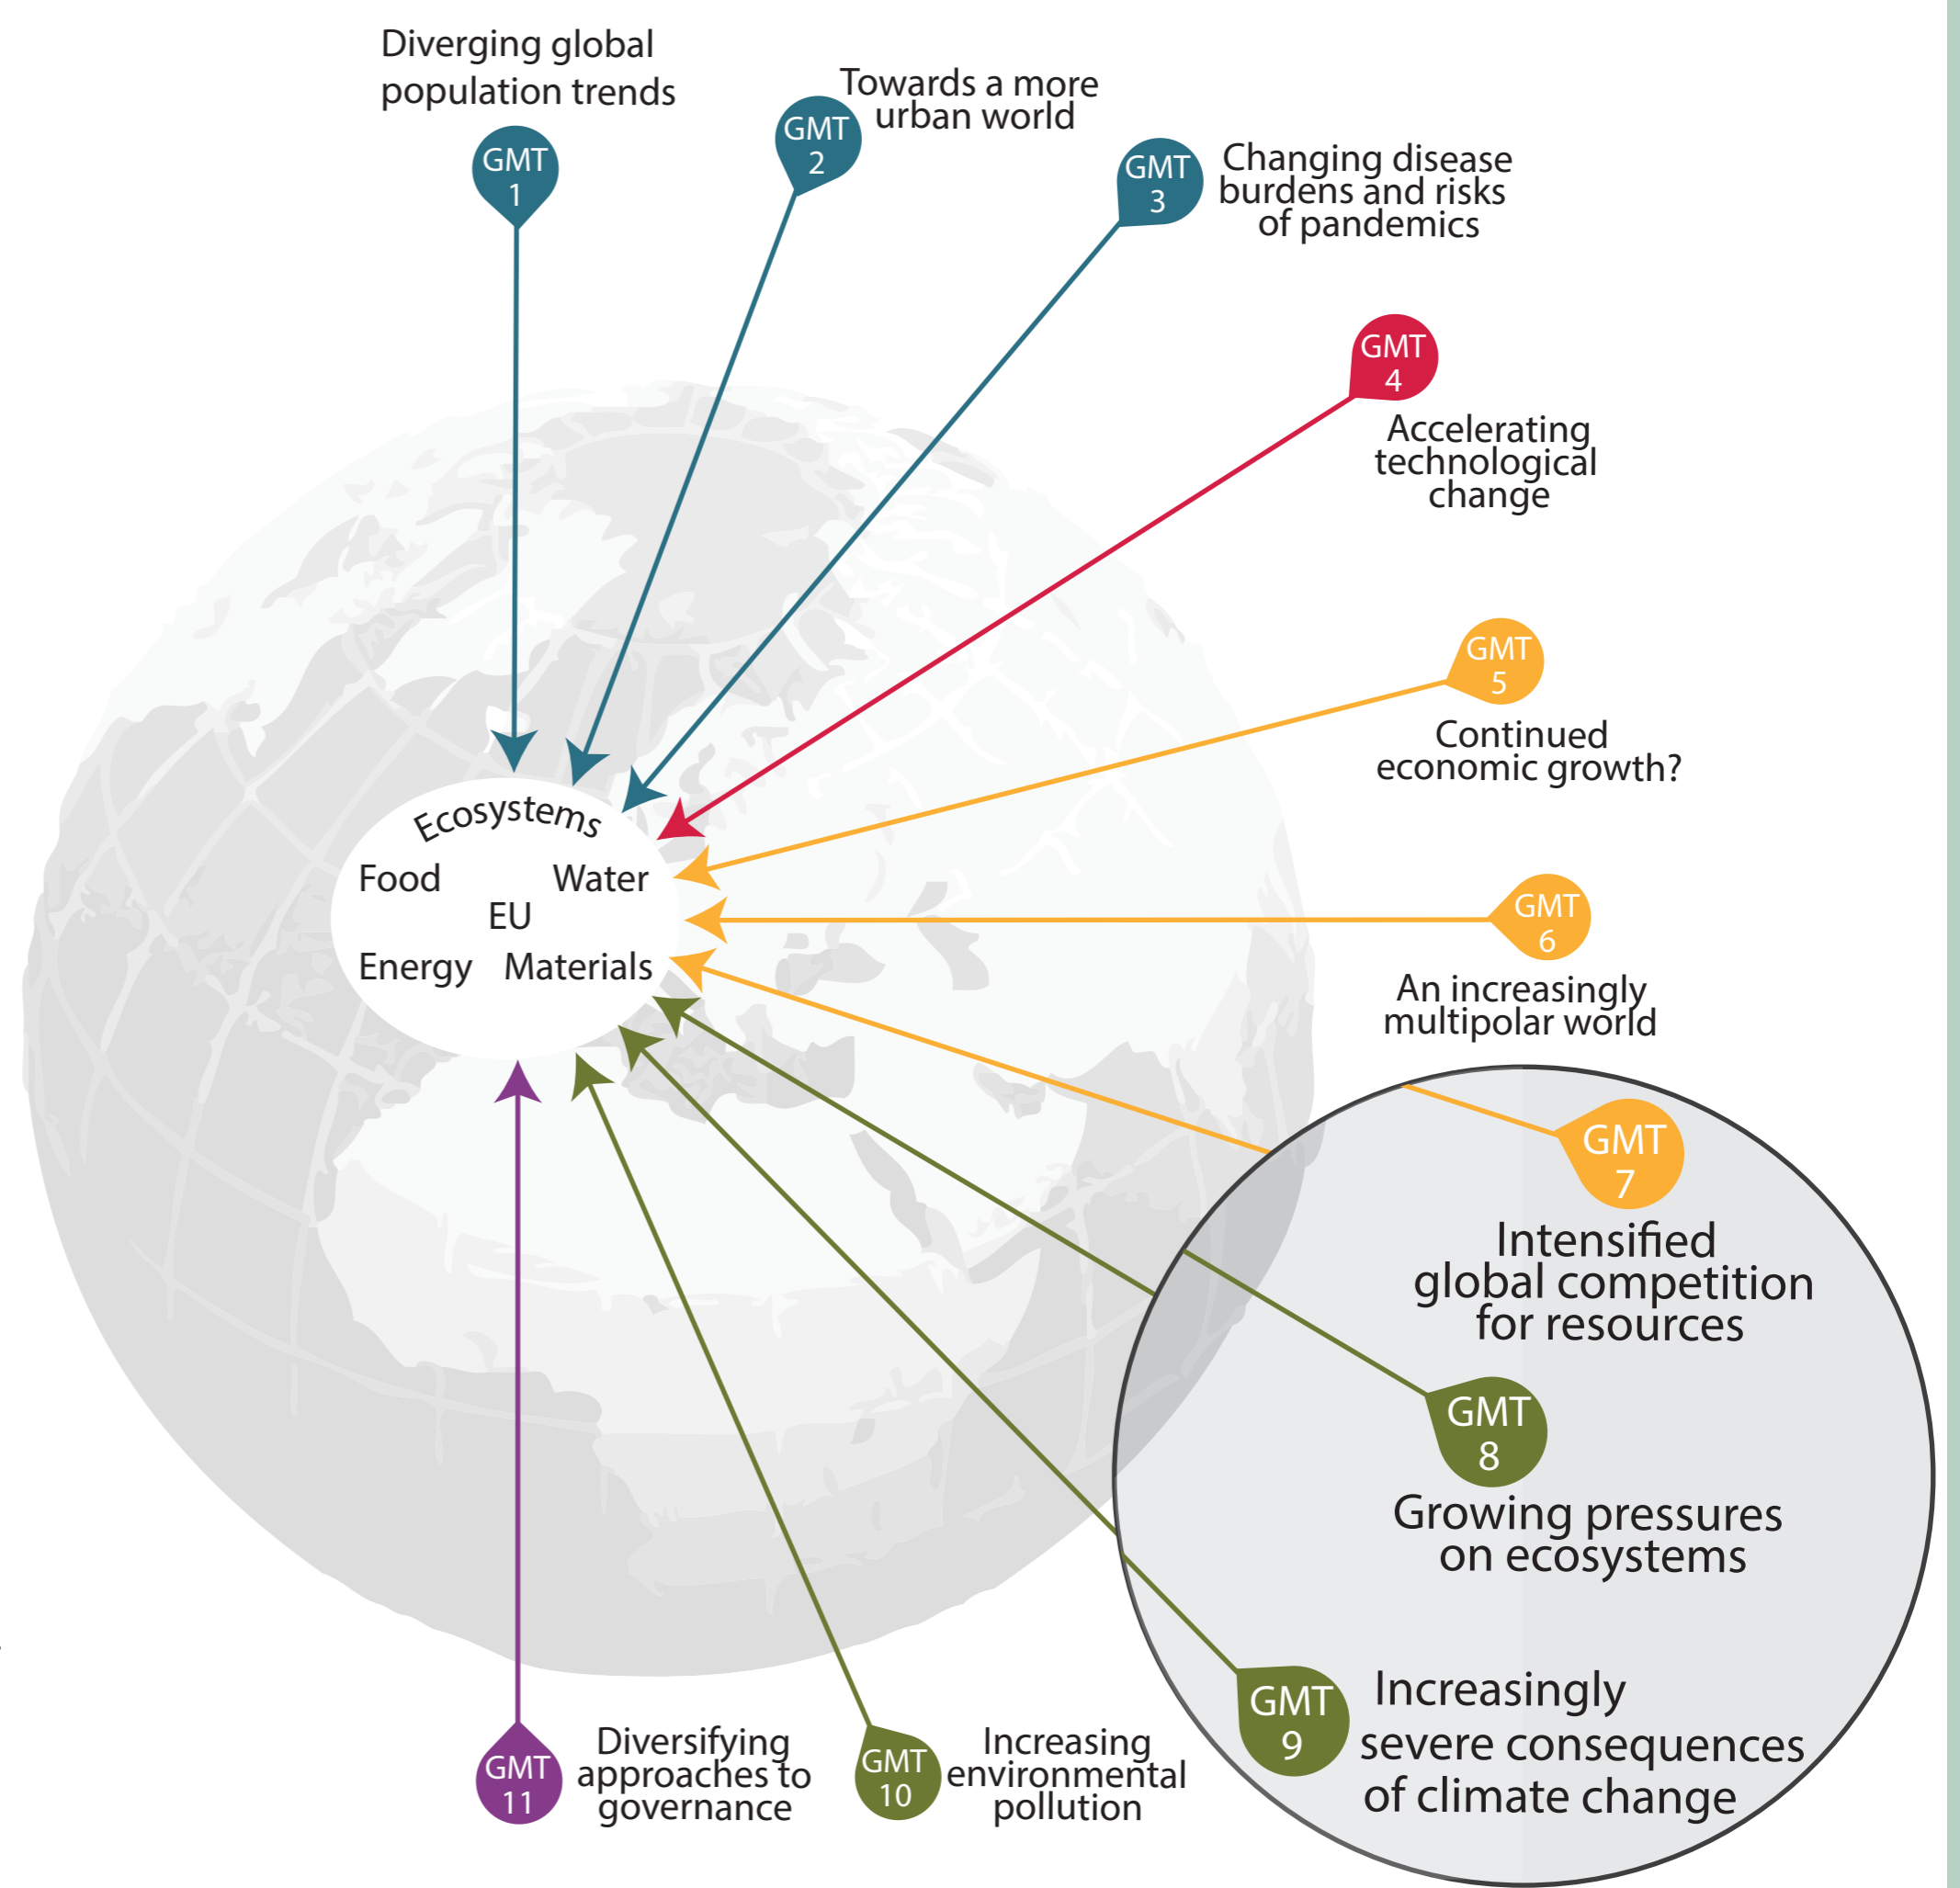 Diverging global
population trends
GMT
1
Towards a more
urban world
GMT
2
Changing disease
burdens and risks
of pandemics
GMT
3
GMT
4
Accelerating
technological
change
GMT
5
Continued
economic growth?
GMT
6
An increasingly
multipolar world
Ecosystems
Food Water
EU
Energy Materials
GMT
7
Intensified
global competition
for resources
GMT
8
Growing pressures
on ecosystems
GMT
9
Increasingly
severe consequences
of climate change
GMT
10
Increasing
environmental
pollution
GMT
11
Diversifying
approaches to
governance